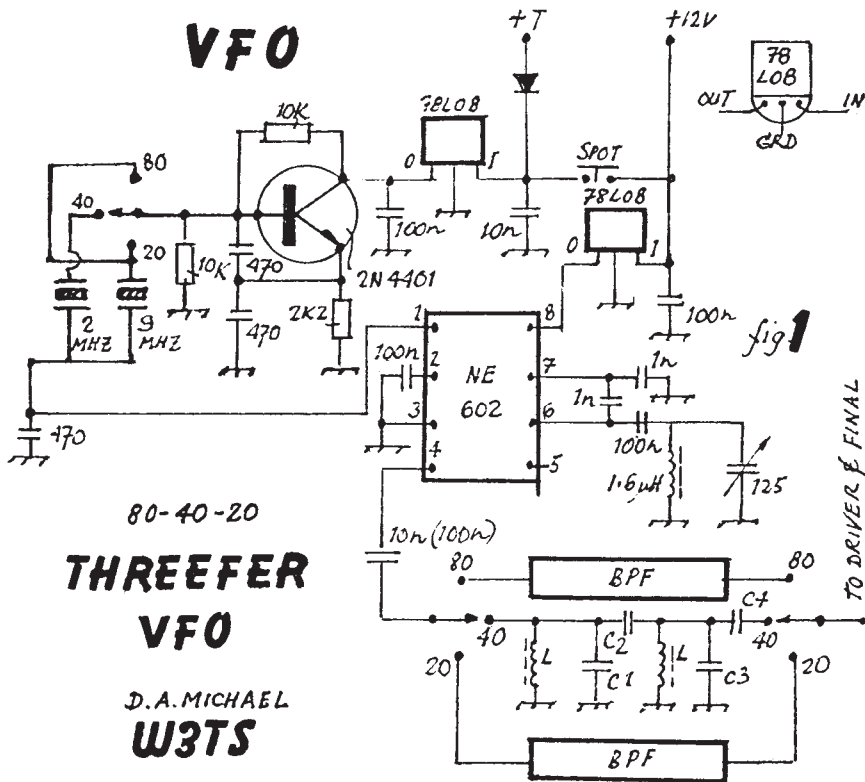 VFO
+T
+12V
78
L08
OUT
IN
GRD
10K
78L08
O
I
SPOT
78L08
O
I
80
40
20
100n
10n
10K
470
2N4401
470
2K2
100n
2
MHZ
9
MHZ
fig. 1
1
2
3
4
NE
602
8
7
6
5
100n
1n
1n
100n
1.6µH
125
470
80-40-20
THREEFER
VFO
D.A.MICHAEL
W3TS
10n (100n)
80
BPF
80
40
C2
C4
40
L
C1
L
C3
20
20
BPF
TO DRIVER & FINAL